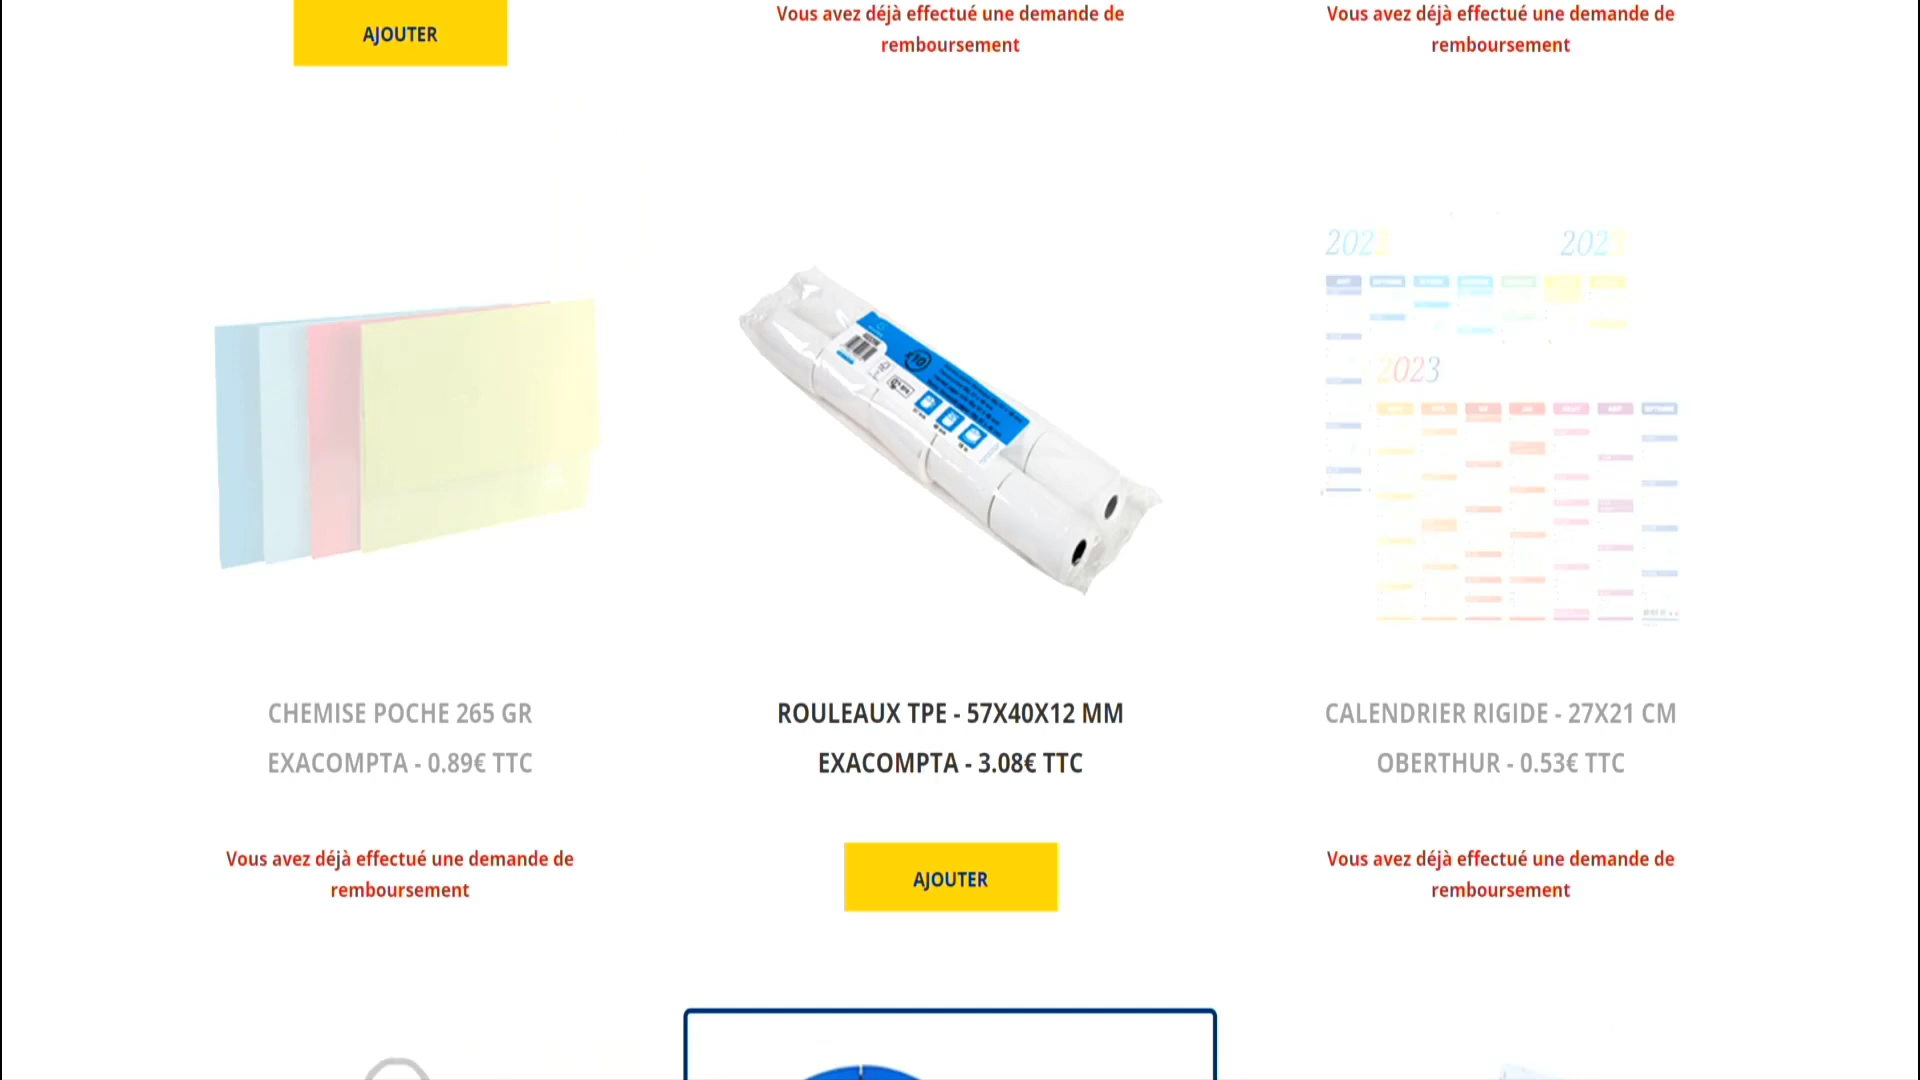 AJOUTER
Vous avez déjà effectué une demande de
remboursement
Vous avez déjà effectué une demande de
remboursement
x10
2023
CHEMISE POCHE 265 GR
EXACOMPTA - 0.89€ TTC
ROULEAUX TPE - 57X40X12 MM
EXACOMPTA - 3.08€ TTC
CALENDRIER RIGIDE - 27X21 CM
OBERTHUR - 0.53€ TTC
Vous avez déjà effectué une demande de
remboursement
AJOUTER
Vous avez déjà effectué une demande de
remboursement